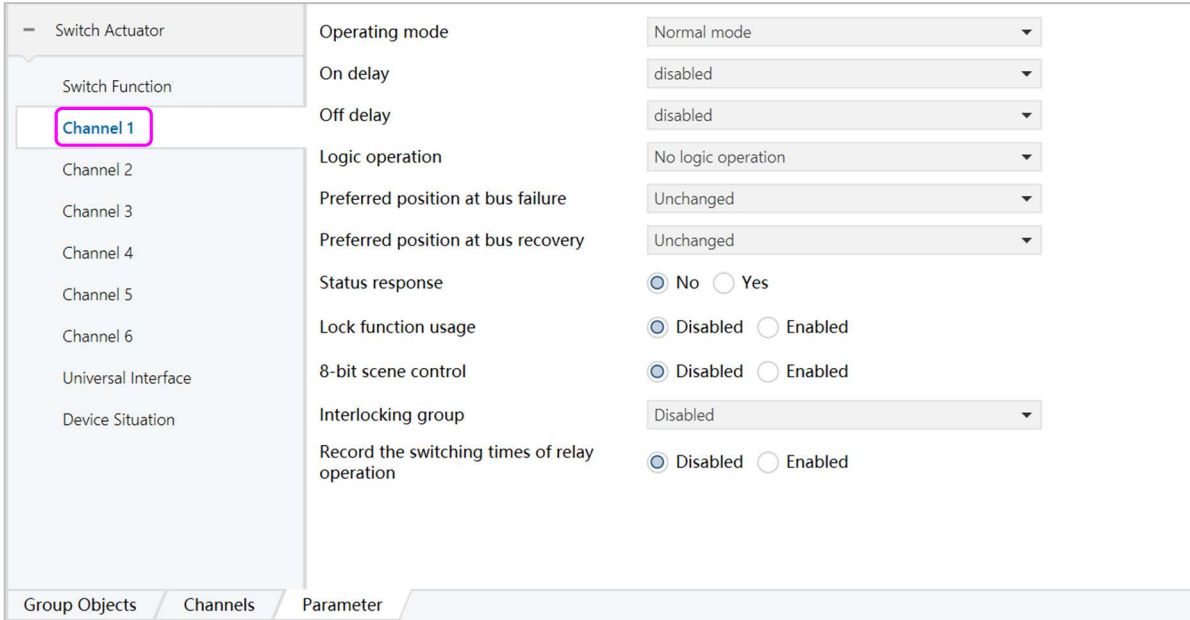 Switch Actuator
Switch Function
Channel 1
Channel 2
Channel 3
Channel 4
Channel 5
Channel 6
Universal Interface
Device Situation
Operating mode Normal mode
On delay disabled
Off delay disabled
Logic operation No logic operation
Preferred position at bus failure Unchanged
Preferred position at bus recovery Unchanged
Status response No Yes
Lock function usage Disabled Enabled
8-bit scene control Disabled Enabled
Interlocking group Disabled
Record the switching times of relay
operation Disabled Enabled
Group Objects Channels Parameter